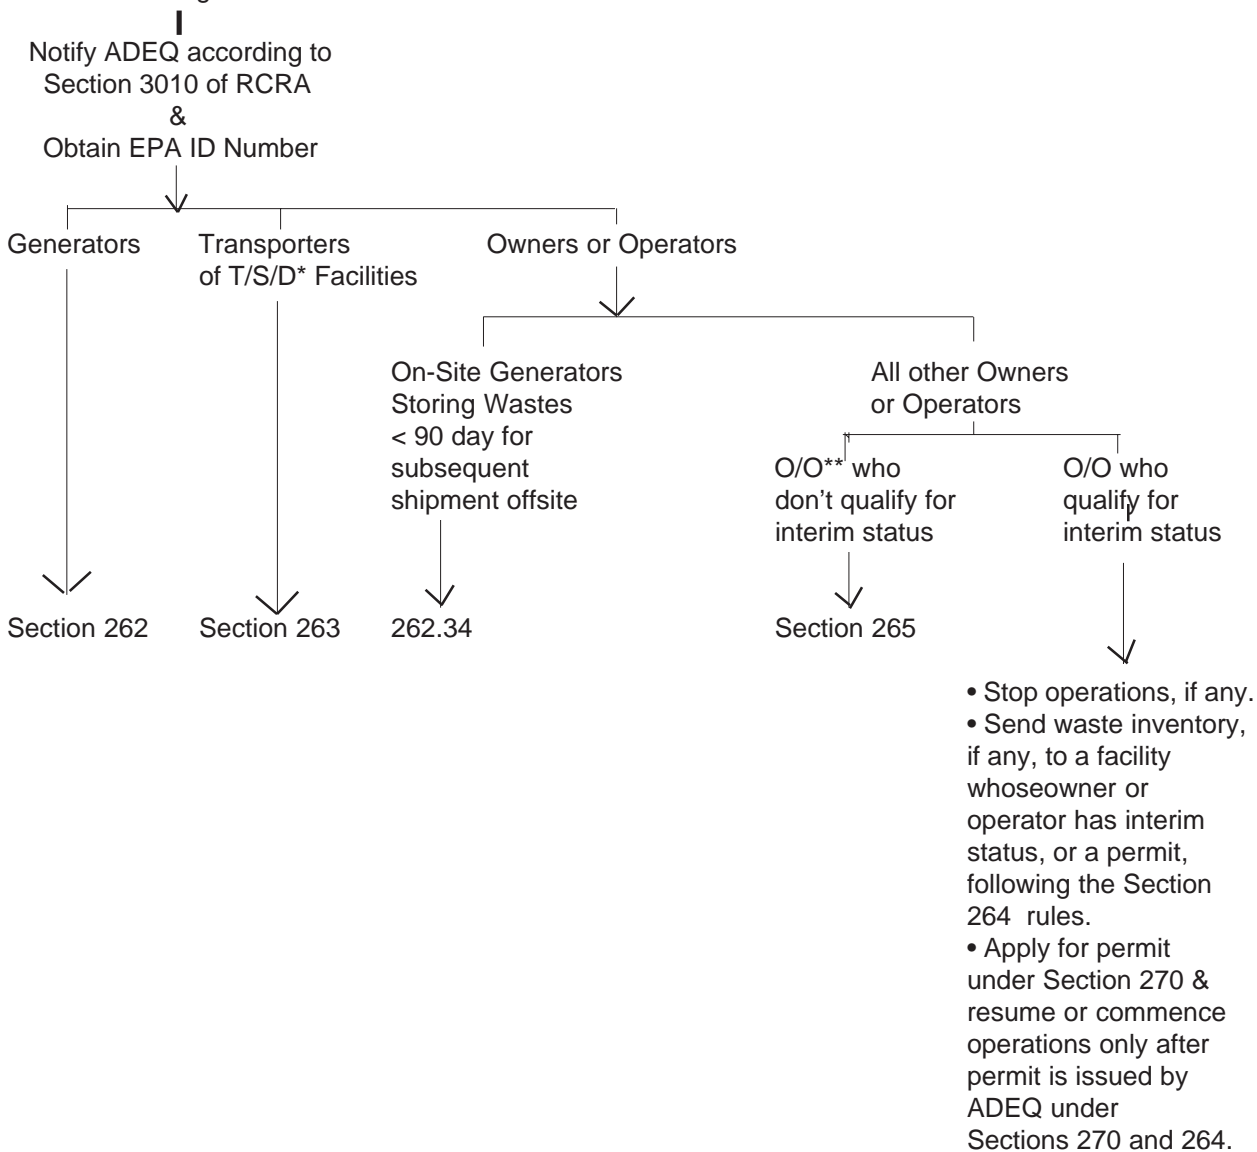 Notify ADEQ according to
Section 3010 of RCRA
&
Obtain EPA ID Number
Generators
Transporters
of T/S/D* Facilities
Owners or Operators
On-Site Generators
Storing Wastes
< 90 day for
subsequent
shipment offsite
All other Owners
or Operators
O/O** who
don't qualify for
interim status
O/O who
qualify for
interim status
Section 262
Section 263
262.34
Section 265
• Stop operations, if any.
• Send waste inventory,
if any, to a facility
whoseowner or
operator has interim
status, or a permit,
following the Section
264 rules.
• Apply for permit
under Section 270 &
resume or commence
operations only after
permit is issued by
ADEQ under
Sections 270 and 264.